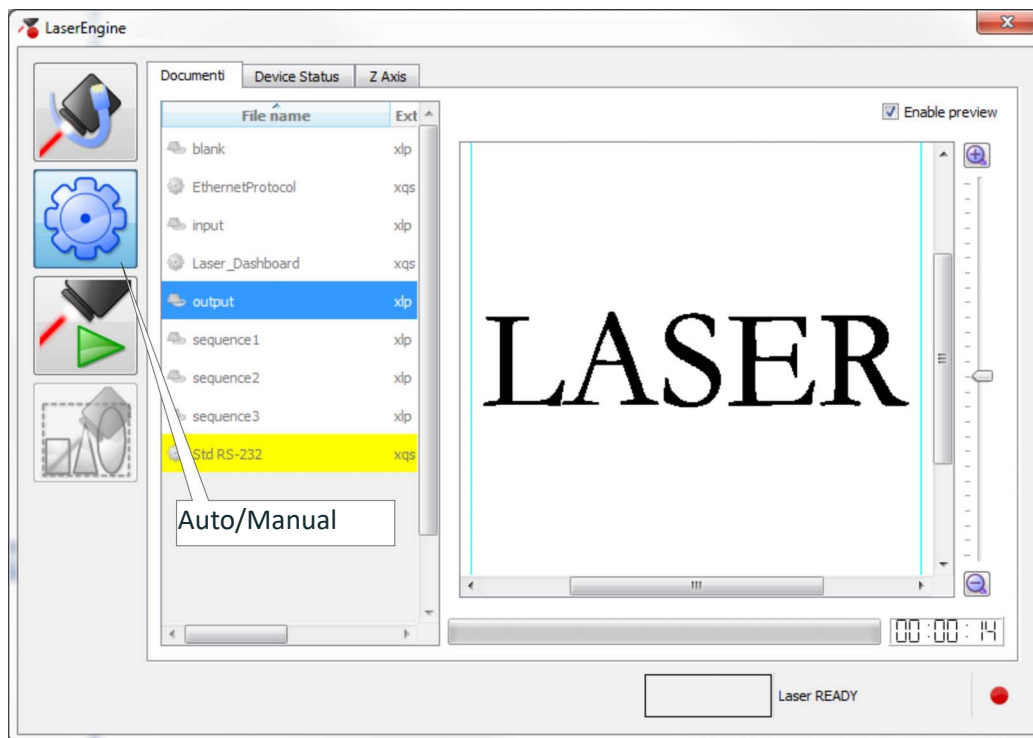 LaserEngine
Documenti Device Status Z Axis
File name Ext
Enable preview
blank xlp
EthernetProtocol xqs
input xlp
Laser_Dashboard xqs
output xlp
sequence1 xlp
sequence2 xlp
sequence3 xlp
Std RS-232 xqs
LASER
Auto/Manual
00:00:14
Laser READY